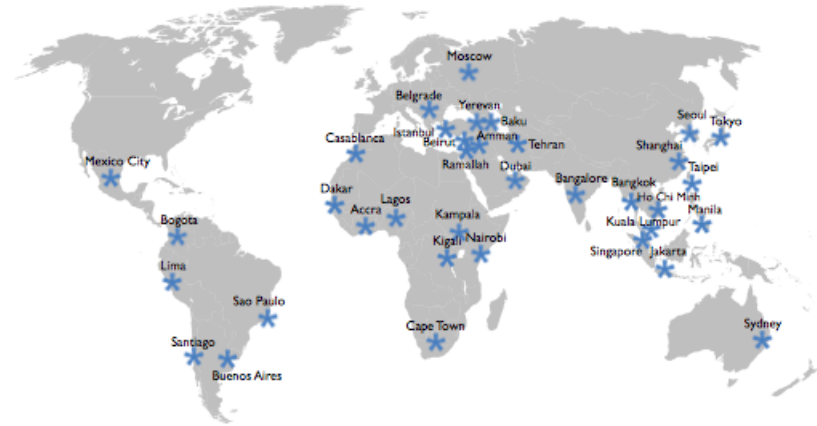 Moscow
Belgrade
Yerevan
Baku
Seoul
Tokyo
Istanbul
Casablanca
Beirut
Amman
Tehran
Shanghai
Mexico City
Ramallah
Dubai
Taipei
Bangalore
Bangkok
Dakar
Lagos
Ho Chi Minh
Accra
Manila
Bogota
Kampala
Kuala Lumpur
Kigali
Nairobi
Singapore
Jakarta
Lima
Sao Paulo
Cape Town
Sydney
Santiago
Buenos Aires